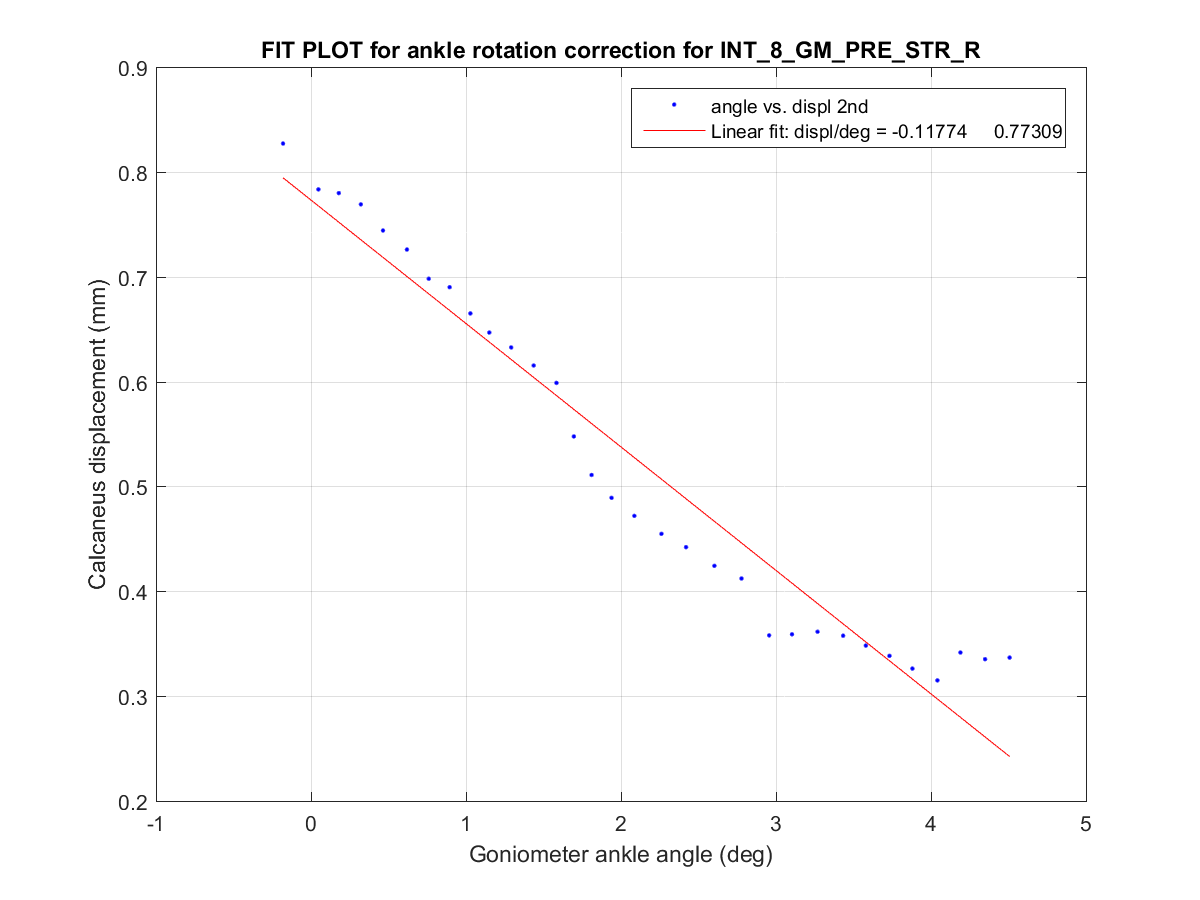 FIT PLOT for ankle rotation correction for INT_8_GM_PRE_STR_R
angle vs. displ 2nd
Linear fit: displ/deg = -0.11774 0.77309
0.9
0.8
0.7
0.6
0.5
0.4
0.3
0.2
Calcaneus displacement (mm)
-1 0 1 2 3 4 5
Goniometer ankle angle (deg)